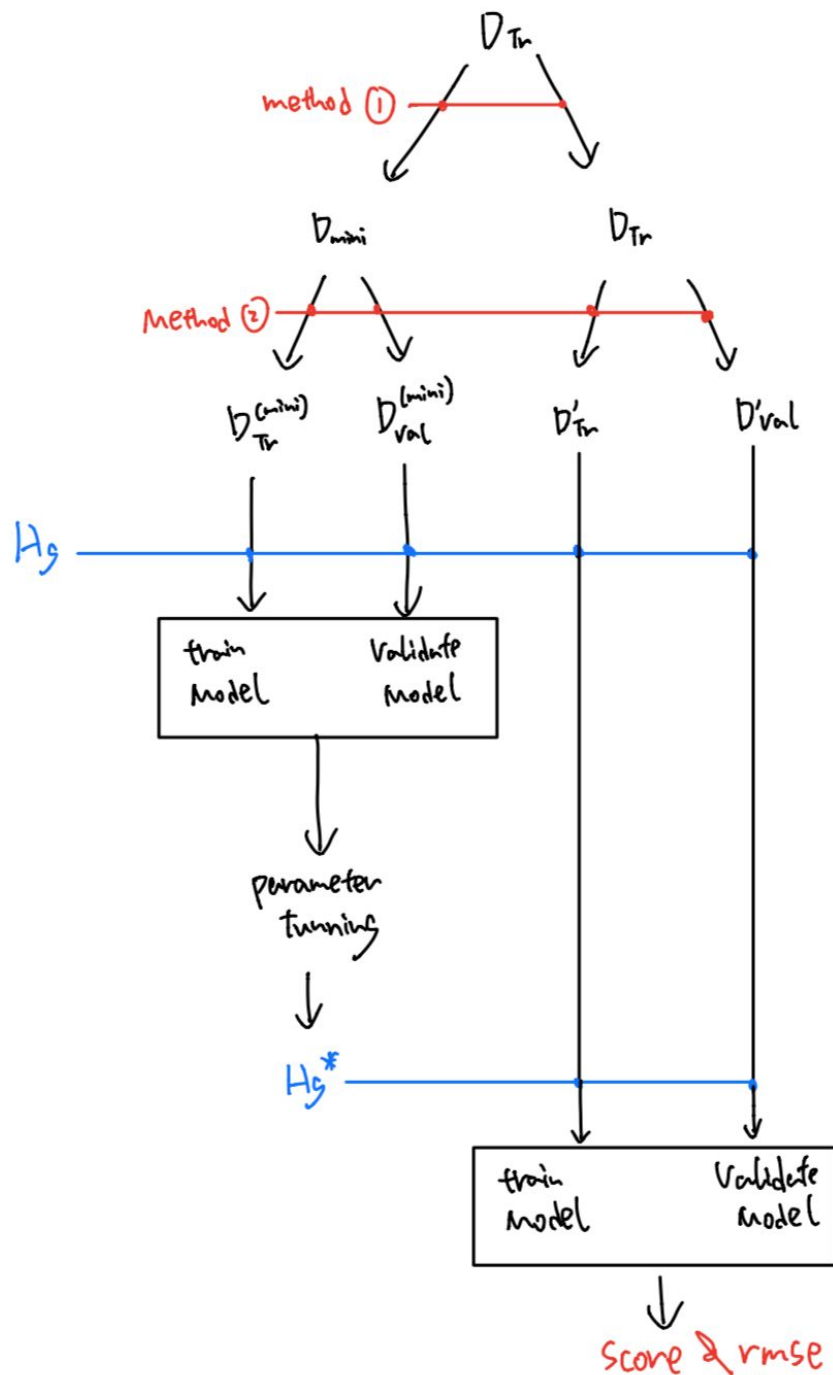 D_Tr
method ①
D_mini
D_Tr
Method ②
D_Tr^(mini)
D_val^(mini)
D'_Tr
D'val
Hg
train
model
Validate
model
parameter
tunning
Hg*
train
model
Validate
model
score & rmse